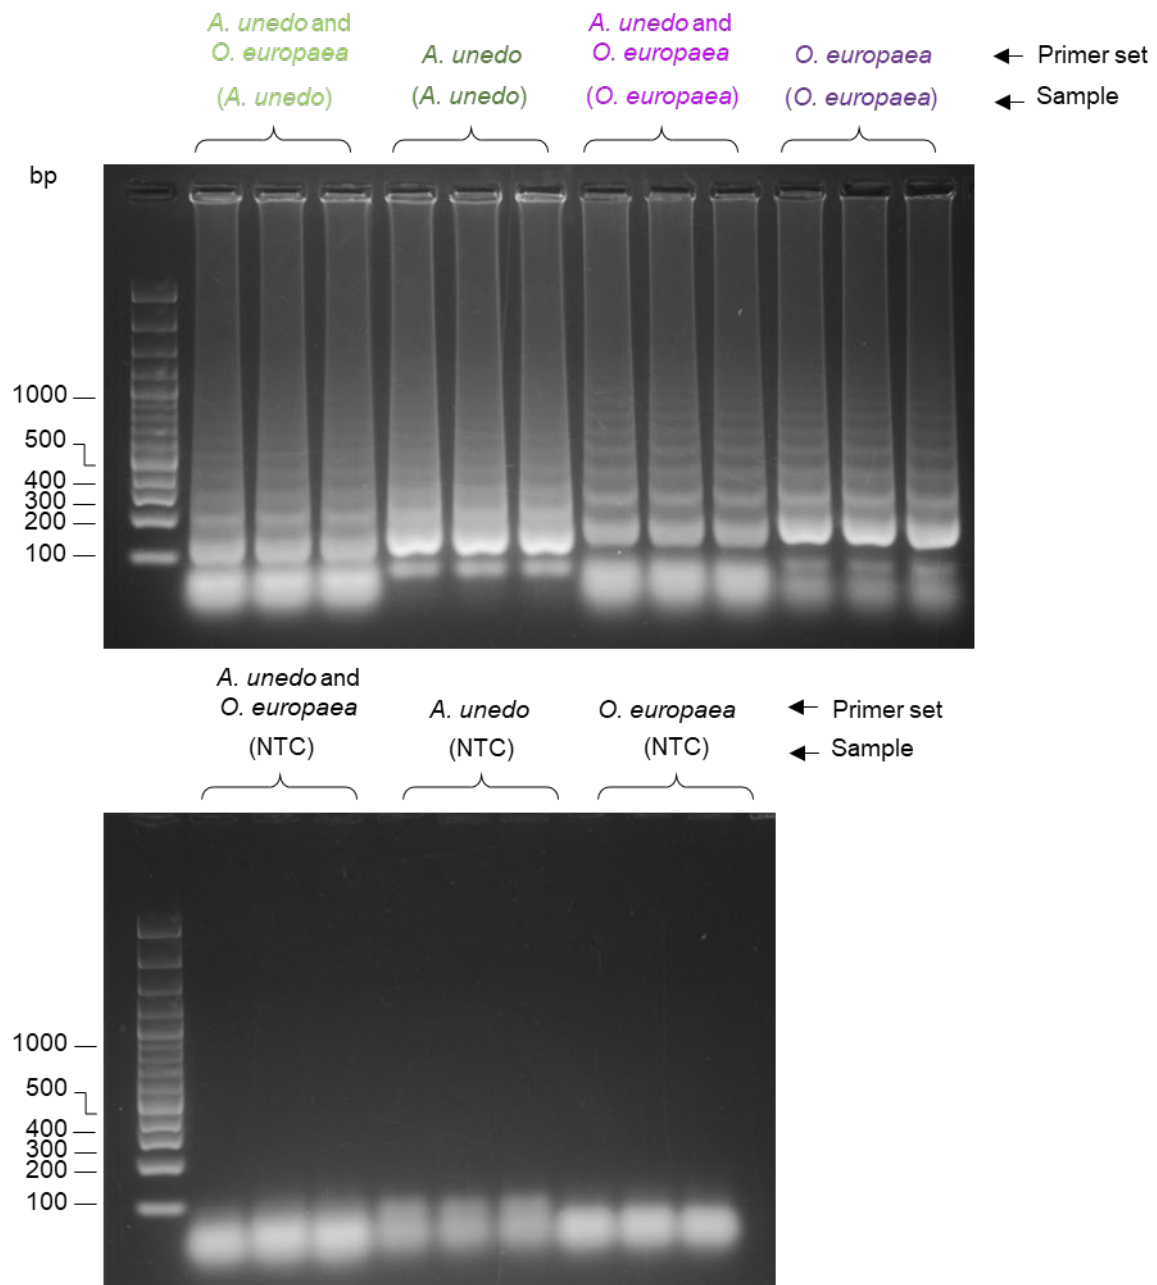 A. unedo and O. europaea
A. unedo
A. unedo and O. europaea
O. europaea
Primer set
(A. unedo)
(A. unedo)
(O. europaea)
(O. europaea)
Sample
bp
1000
500
400
300
200
100
A. unedo and O. europaea
A. unedo
O. europaea
Primer set
(NTC)
(NTC)
(NTC)
Sample
1000
500
400
300
200
100